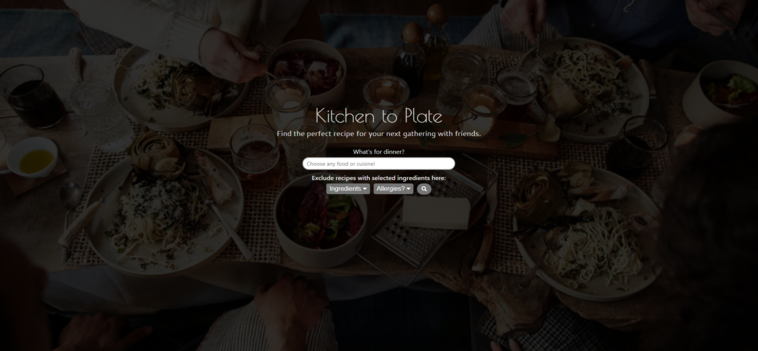 Kitchen to Plate
Find the perfect recipe for your next gathering with friends.
What's for dinner?
Choose any food or cuisine!
Exclude recipes with selected ingredients here:
Ingredients Allergies?